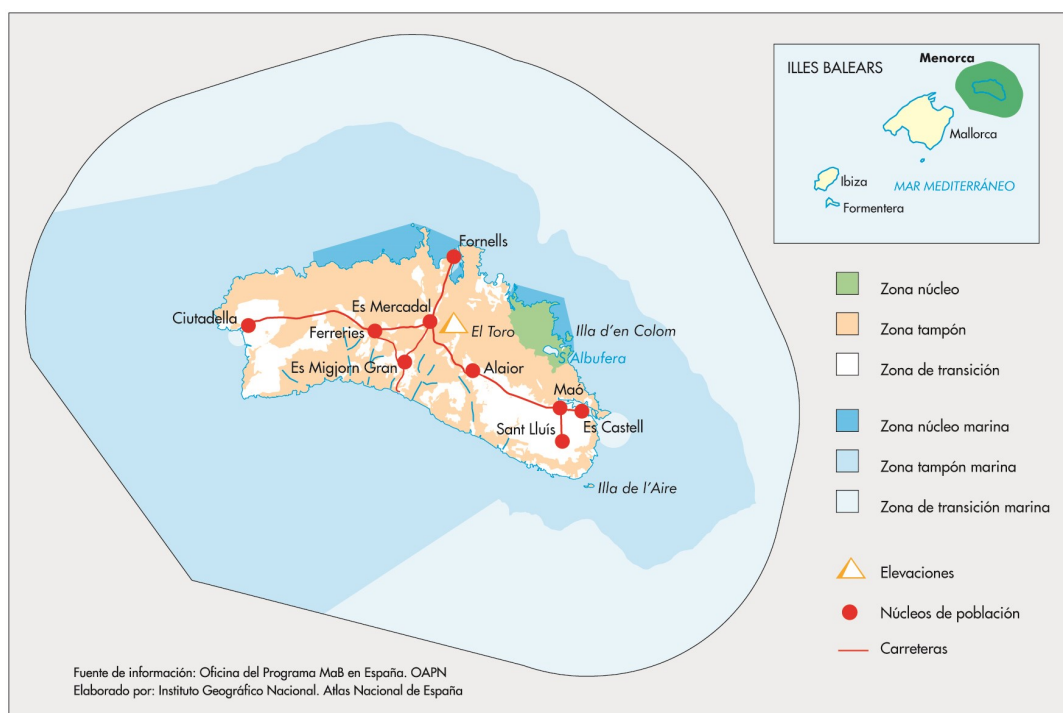 ILLES BALEARS
Menorca
Mallorca
Ibiza
MAR MEDITERRÁNEO
Formentera
Fornells
Es Mercadal
Ciutadella
Ferreries
El Toro
Illa d'en Colom
S'Albufera
Es Migjorn Gran
Alaior
Maó
Sant Lluís
Es Castell
Illa de l'Aire
Zona núcleo
Zona tampón
Zona de transición
Zona núcleo marina
Zona tampón marina
Zona de transición marina
Elevaciones
Núcleos de población
Carreteras
Fuente de información: Oficina del Programa MaB en España. OAPN
Elaborado por: Instituto Geográfico Nacional. Atlas Nacional de España